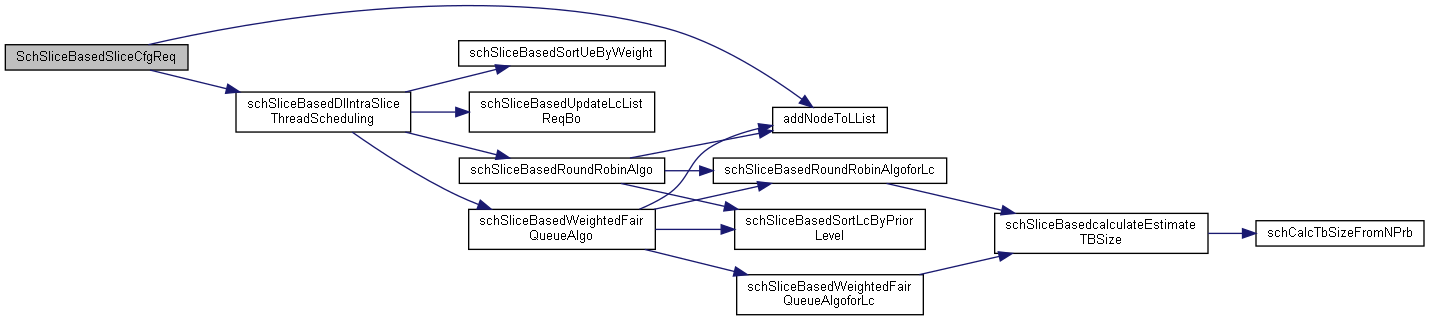 SchSliceBasedSliceCfgReq
schSliceBasedDlIntraSlice
ThreadScheduling
schSliceBasedSortUeByWeight
schSliceBasedUpdateLcList
ReqBo
schSliceBasedRoundRobinAlgo
schSliceBasedWeightedFair
QueueAlgo
addNodeToLList
schSliceBasedRoundRobinAlgoforLc
schSliceBasedSortLcByPrior
Level
schSliceBasedWeightedFair
QueueAlgoforLc
schSliceBasedcalculateEstimate
TBSize
schCalcTbSizeFromNPrb